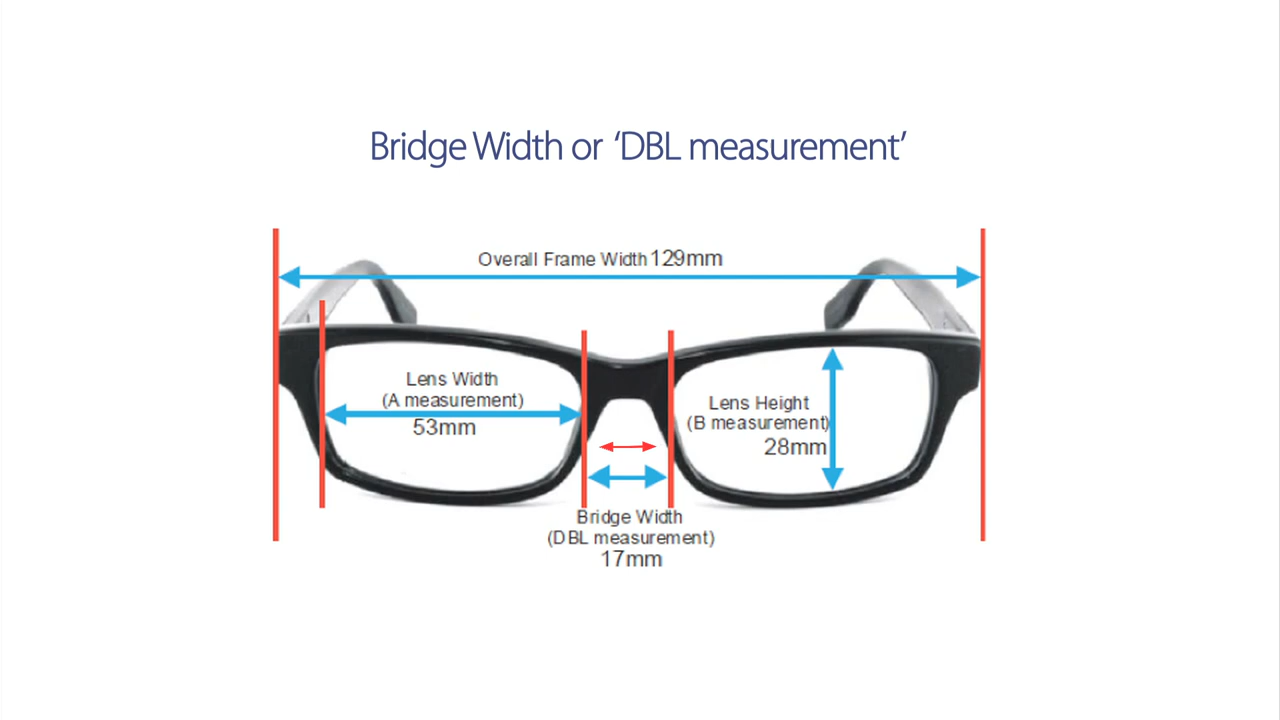 Bridge Width or ‘DBL measurement’
Overall Frame Width 129mm
Lens Width
(A measurement)
53mm
Lens Height
(B measurement)
28mm
Bridge Width
(DBL measurement)
17mm